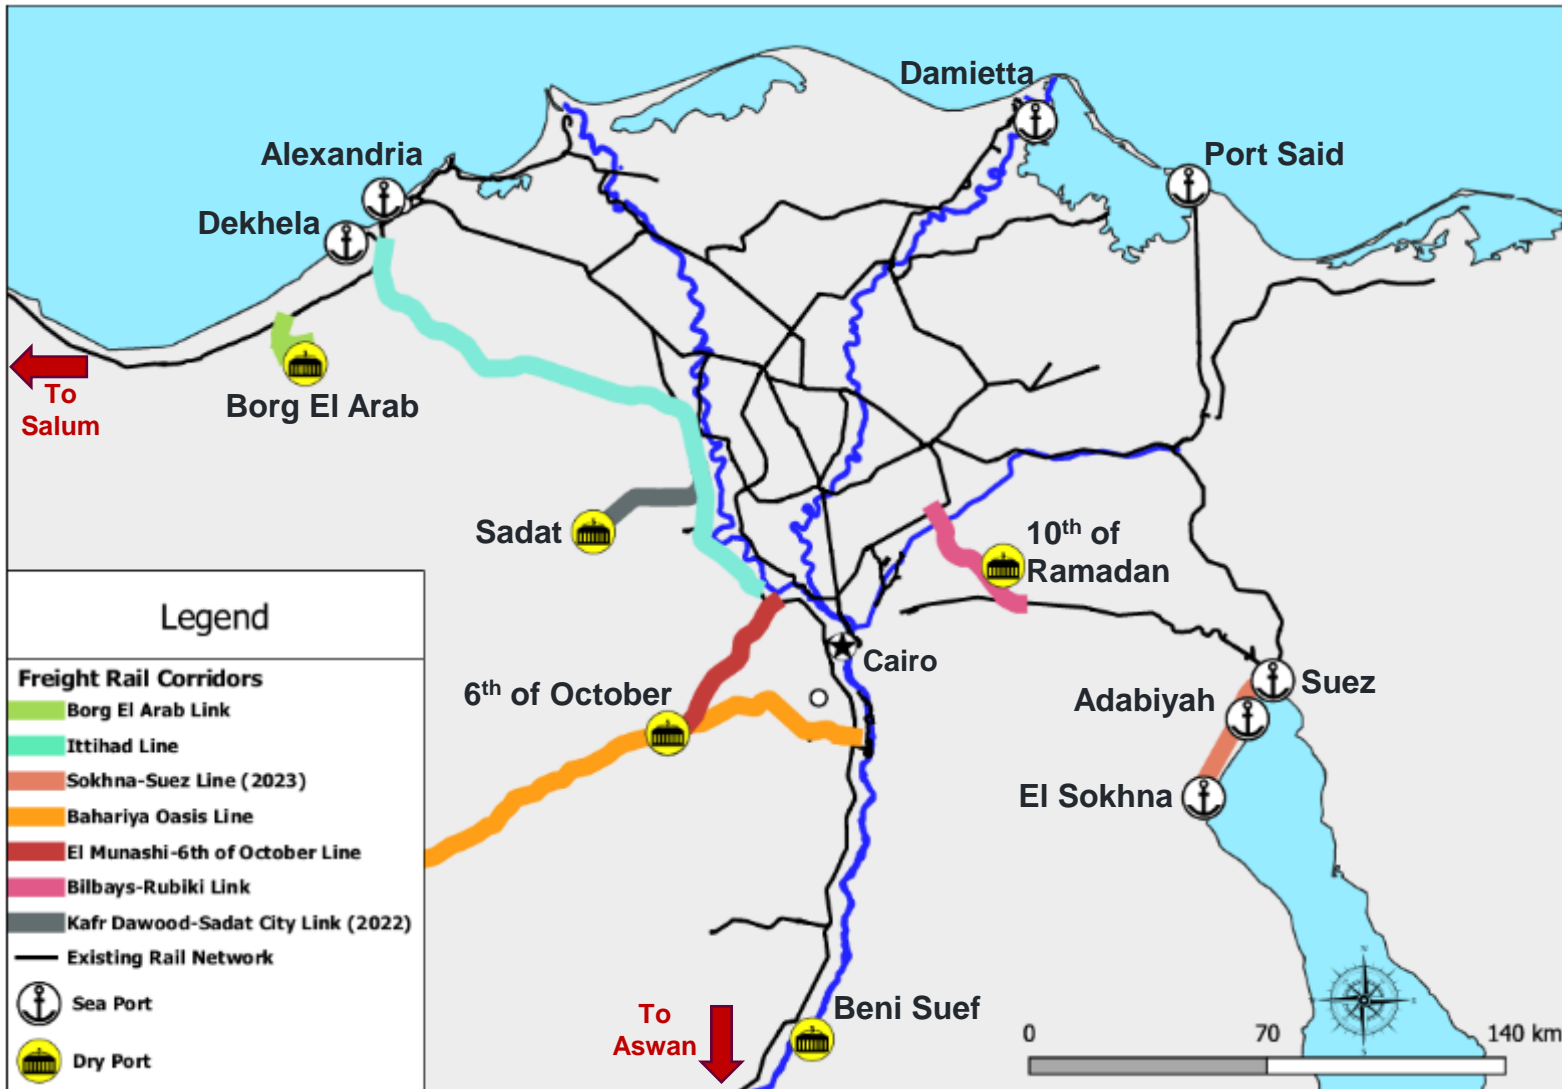 Damietta
Alexandria
Port Said
Dekhela
To
Salum
Borg El Arab
Sadat
10th of
Ramadan
Cairo
6th of October
Suez
Adabiyah
El Sokhna
Beni Suef
To
Aswan
0 70 140 km
N
Legend
Freight Rail Corridors
Borg El Arab Link
Ittihad Line
Sokhna-Suez Line (2023)
Bahariya Oasis Line
El Munashi-6th of October Line
Bilbays-Rubiki Link
Kafr Dawood-Sadat City Link (2022)
Existing Rail Network
Sea Port
Dry Port